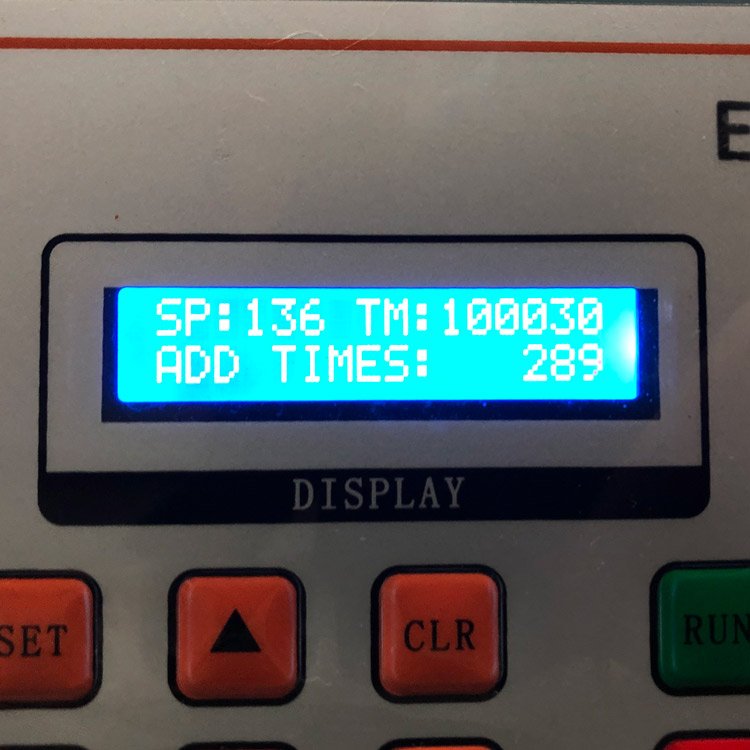 E
SP:136 TM:100030
ADD TIMES: 289
DISPLAY
SET
CLR
RUN